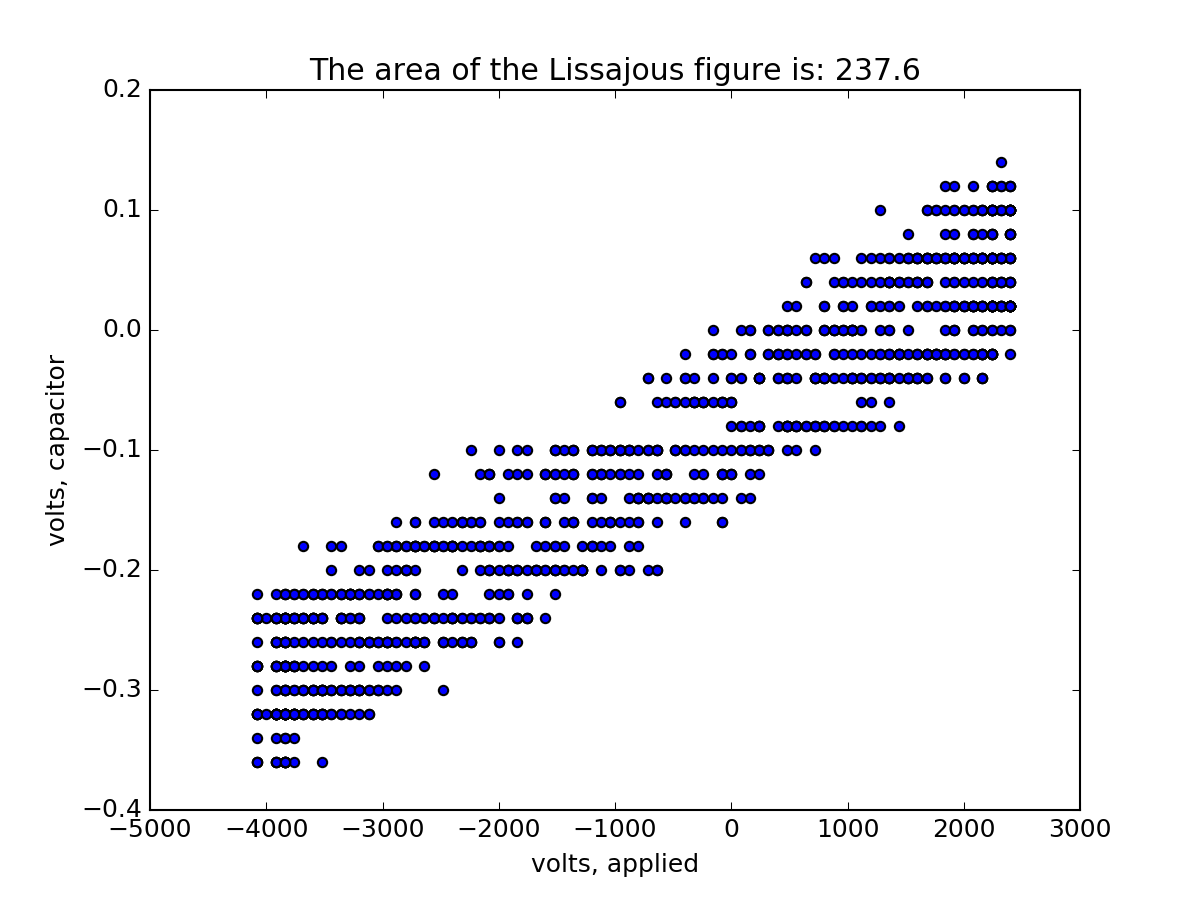 The area of the Lissajous figure is: 237.6
0.2
0.1
0.0
−0.1
−0.2
−0.3
−0.4
volts, capacitor
−5000 −4000 −3000 −2000 −1000 0 1000 2000 3000
volts, applied